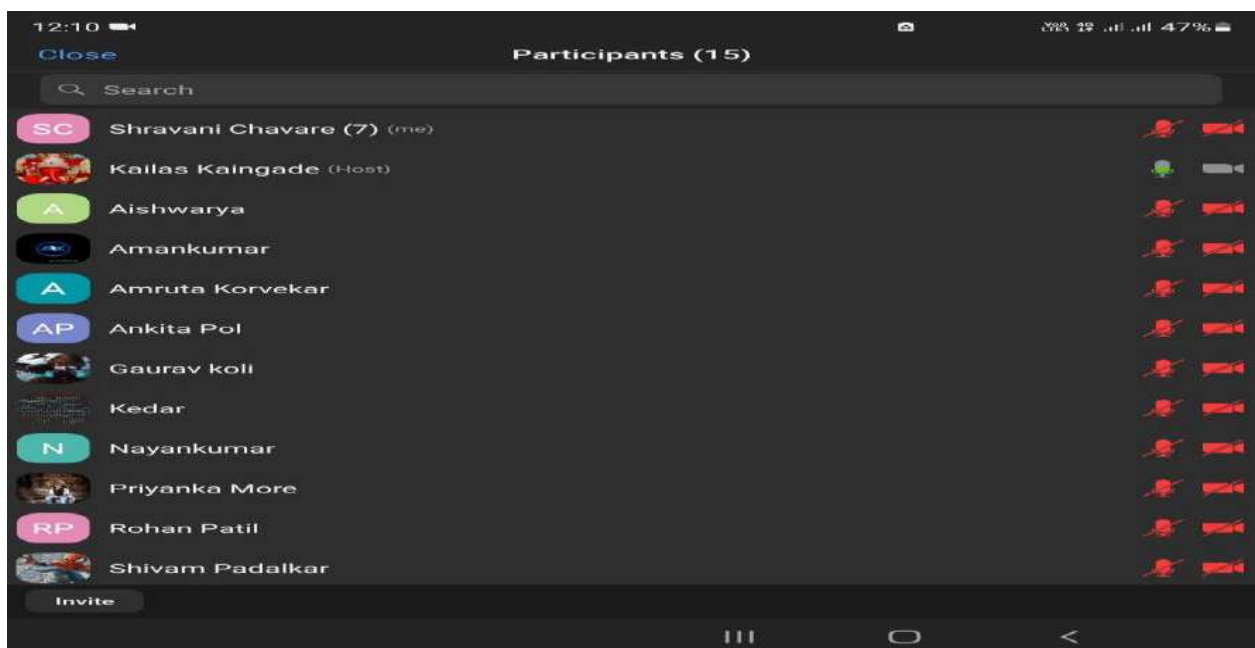 12:10 47%
Close Participants (15)
Search
SC Shravani Chavare (7) (me)
Kailas Kaingade (Host)
A Aishwarya
Amankumar
A Amruta Korvekar
AP Ankita Pol
Gaurav koli
Kedar
N Nayankumar
Priyanka More
RP Rohan Patil
Shivam Padalkar
Invite